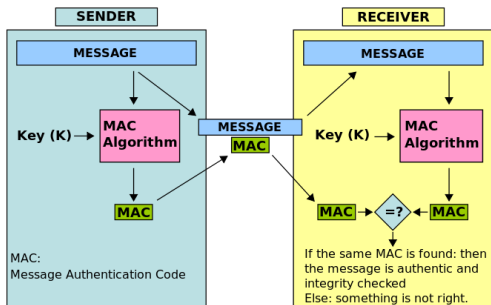 SENDER
MESSAGE
Key (K)
MAC
Algorithm
MAC
MAC:
Message Authentication Code
MESSAGE
MAC
RECEIVER
MESSAGE
Key (K)
MAC
Algorithm
MAC
=?
MAC
If the same MAC is found: then
the message is authentic and
integrity checked
Else: something is not right.